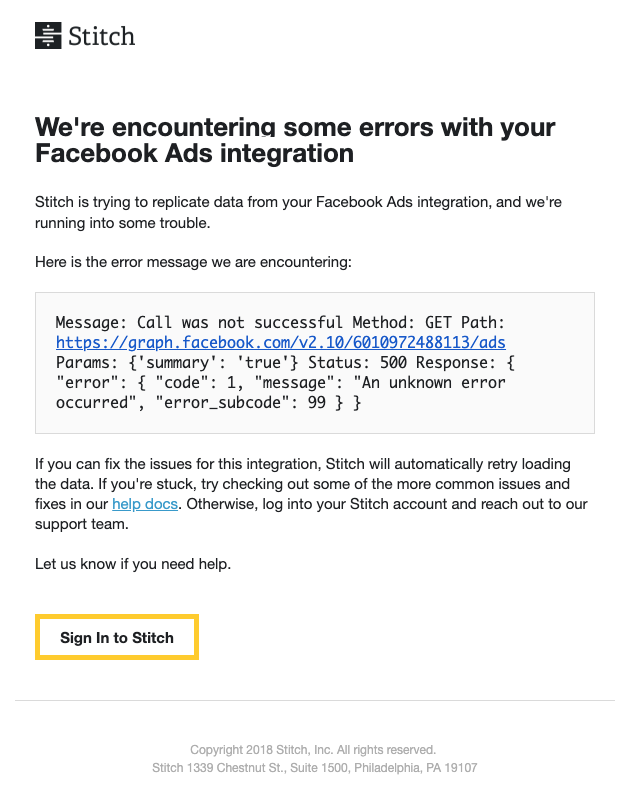 Stitch
We're encountering some errors with your
Facebook Ads integration
Stitch is trying to replicate data from your Facebook Ads integration, and we're
running into some trouble.
Here is the error message we are encountering:
Message: Call was not successful Method: GET Path:
https://graph.facebook.com/v2.10/6010972488113/ads
Params: {'summary': 'true'} Status: 500 Response: {
"error": { "code": 1, "message": "An unknown error
occurred", "error_subcode": 99 } }
If you can fix the issues for this integration, Stitch will automatically retry loading
the data. If you're stuck, try checking out some of the more common issues and
fixes in our help docs. Otherwise, log into your Stitch account and reach out to our
support team.
Let us know if you need help.
Sign In to Stitch
Copyright 2018 Stitch, Inc. All rights reserved.
Stitch 1339 Chestnut St., Suite 1500, Philadelphia, PA 19107